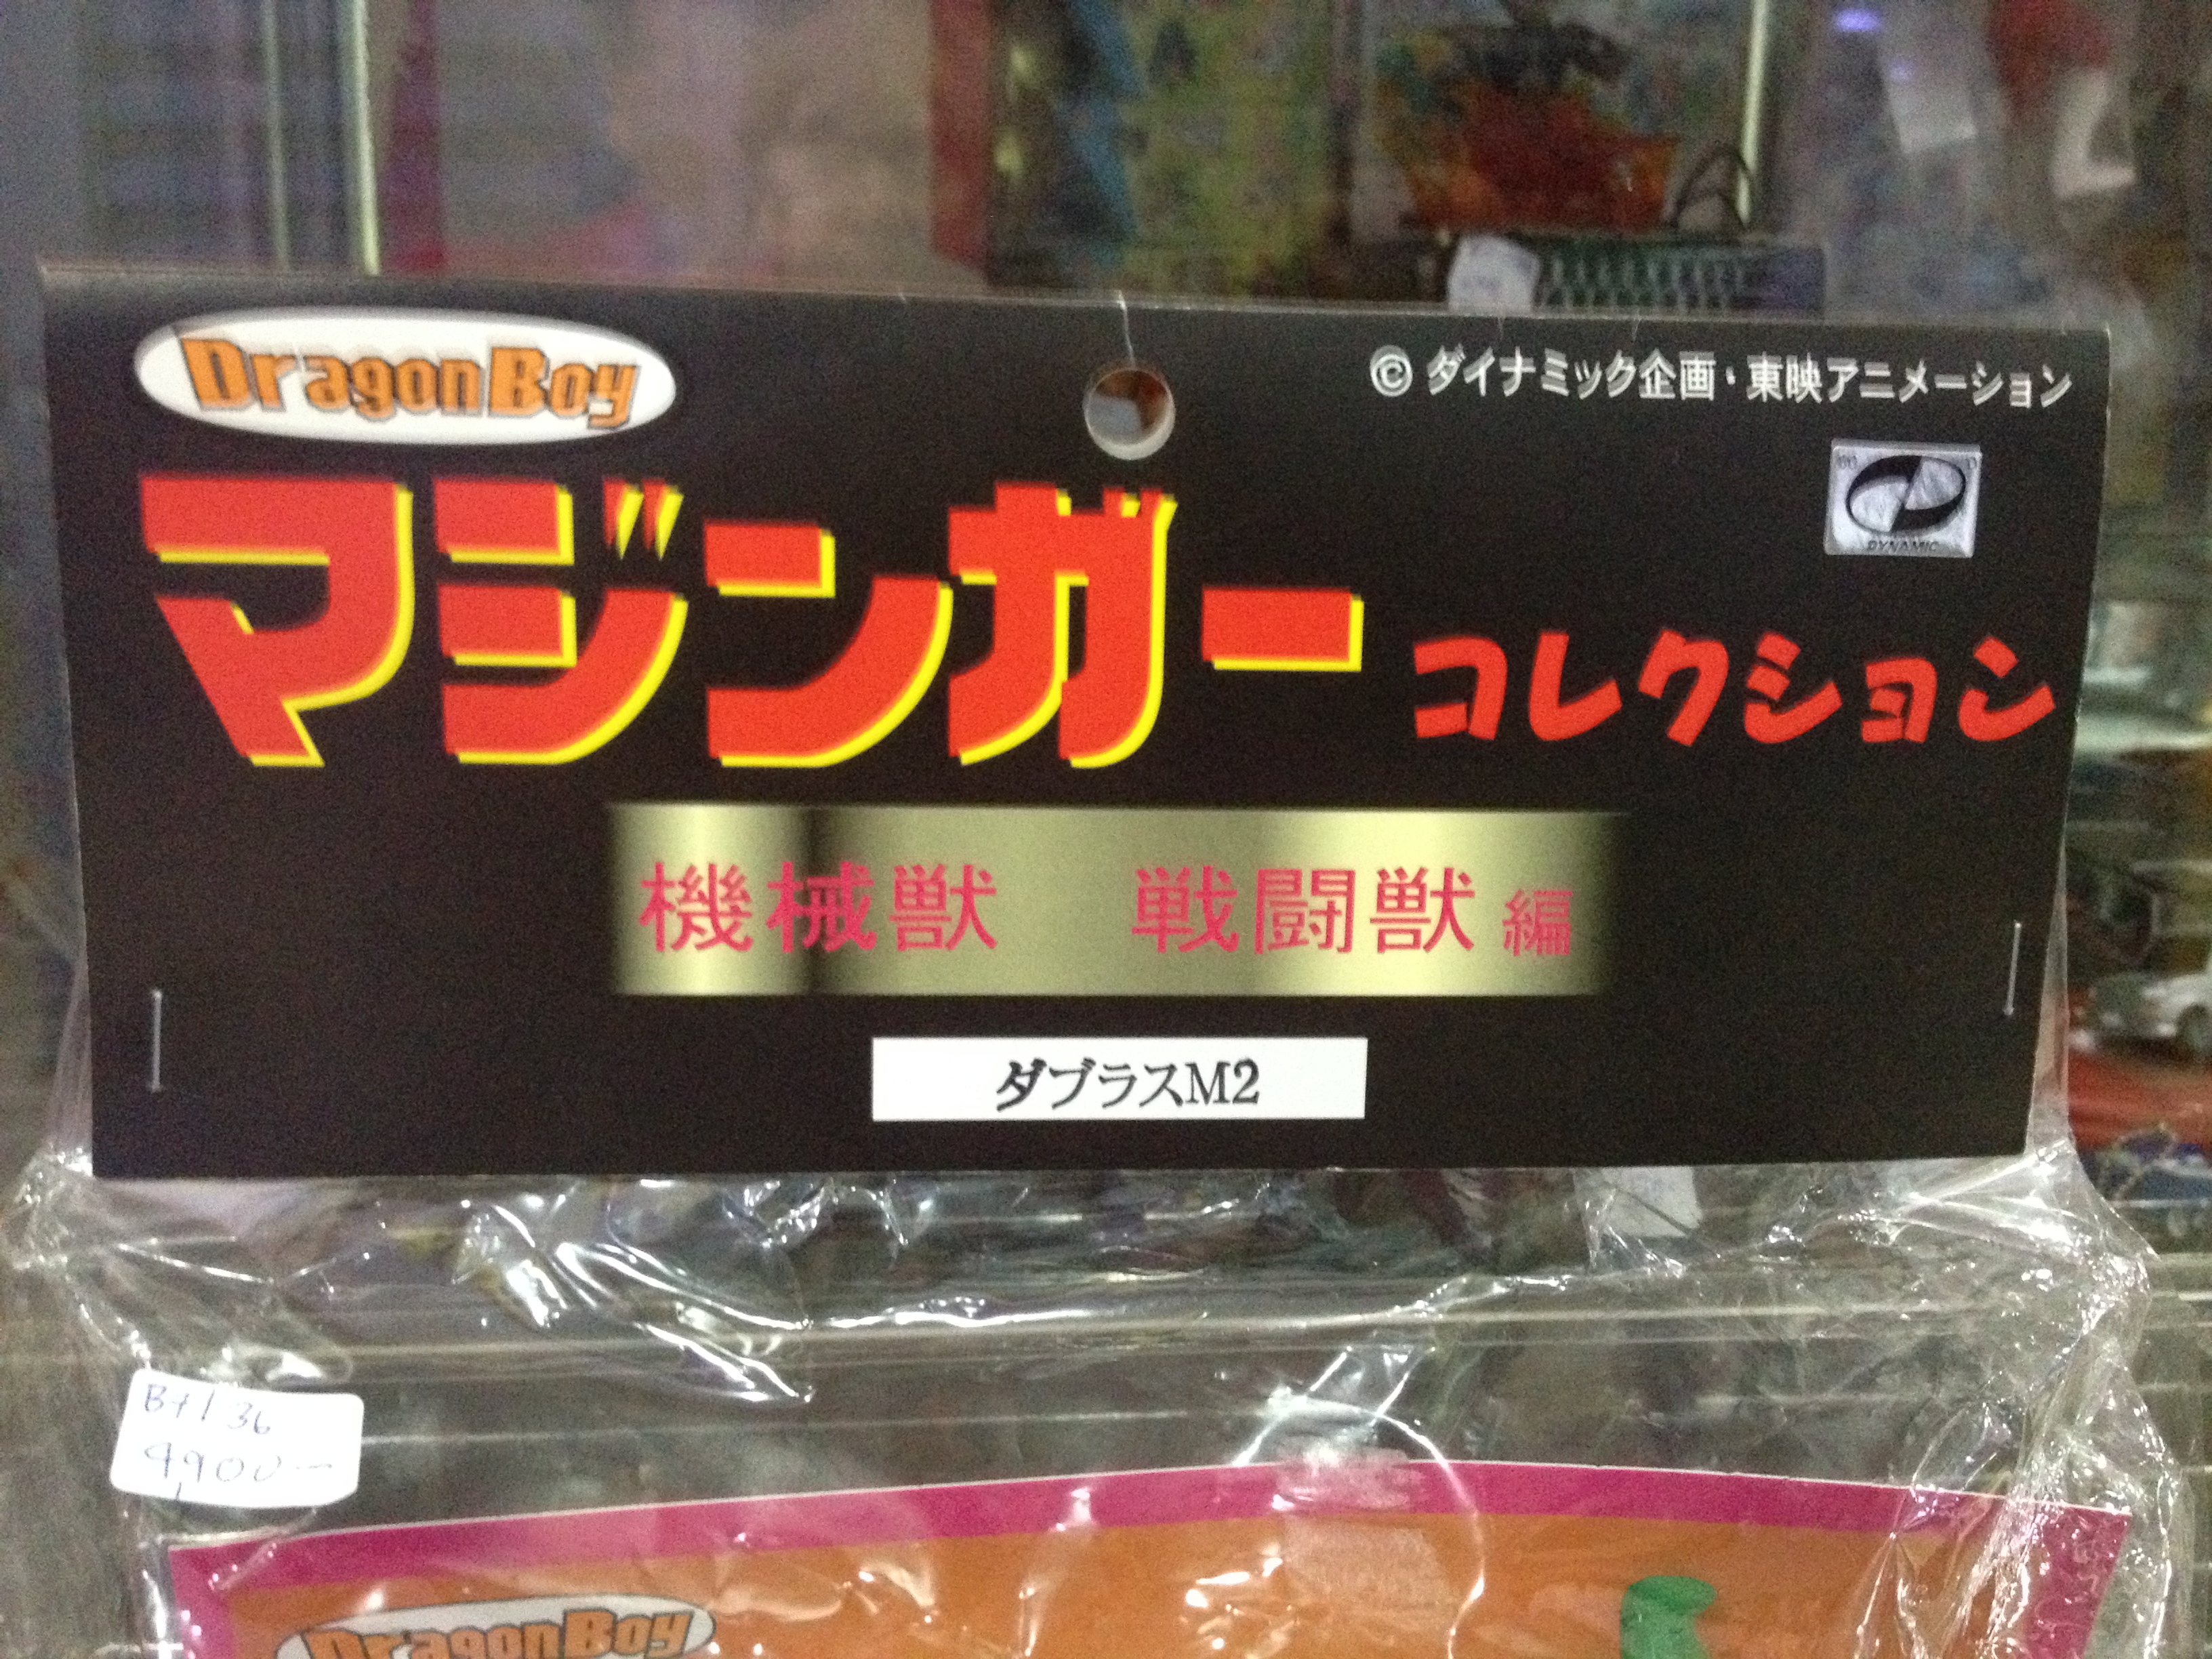 DragonBoy
© ダイナミック企画・東映アニメーション
DYNAMIC
マジンガー コレクション
機械獣 戦闘獣 編
ダブラスM2
DragonBoy